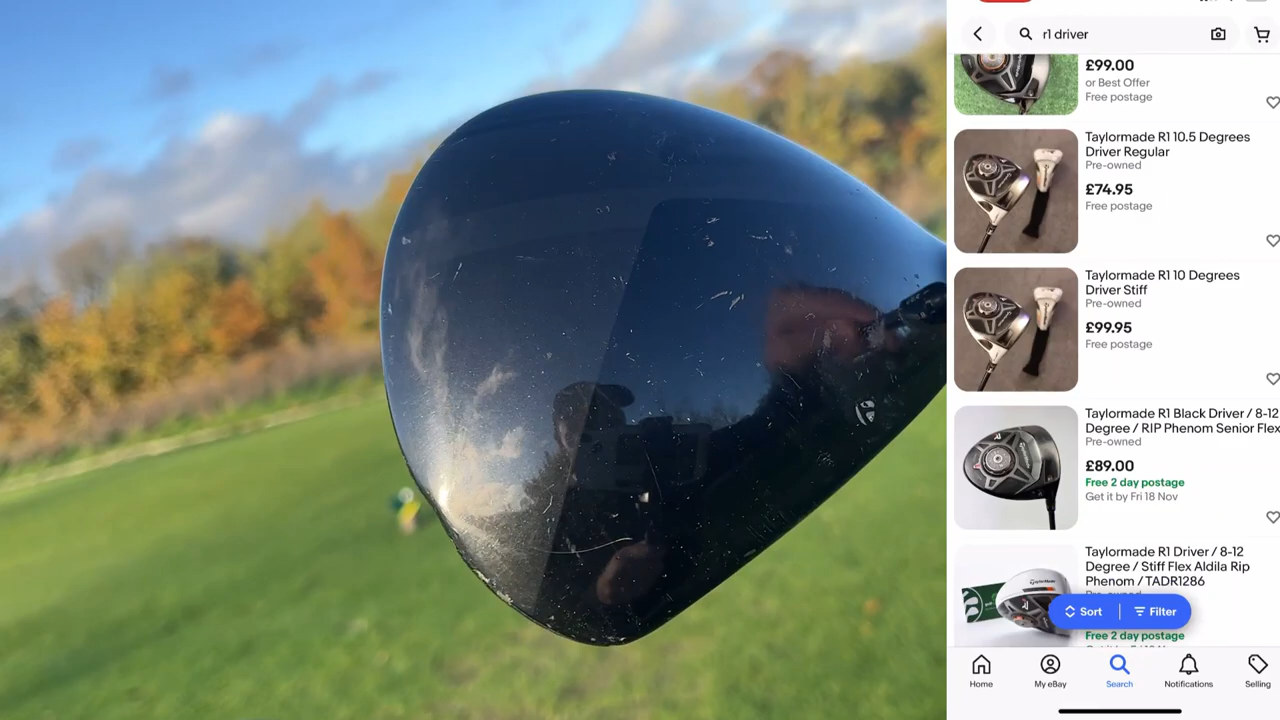 r1 driver
£99.00
or Best Offer
Free postage
Taylormade R1 10.5 Degrees
Driver Regular
Pre-owned
£74.95
Free postage
Taylormade R1 10 Degrees
Driver Stiff
Pre-owned
£99.95
Free postage
Taylormade R1 Black Driver / 8-12
Degree / RIP Phenom Senior Flex
Pre-owned
£89.00
Free 2 day postage
Get it by Fri 18 Nov
Taylormade R1 Driver / 8-12
Degree / Stiff Flex Aldila Rip
Phenom / TADR1286
Sort
Filter
Free 2 day postage
Home
My eBay
Search
Notifications
Selling